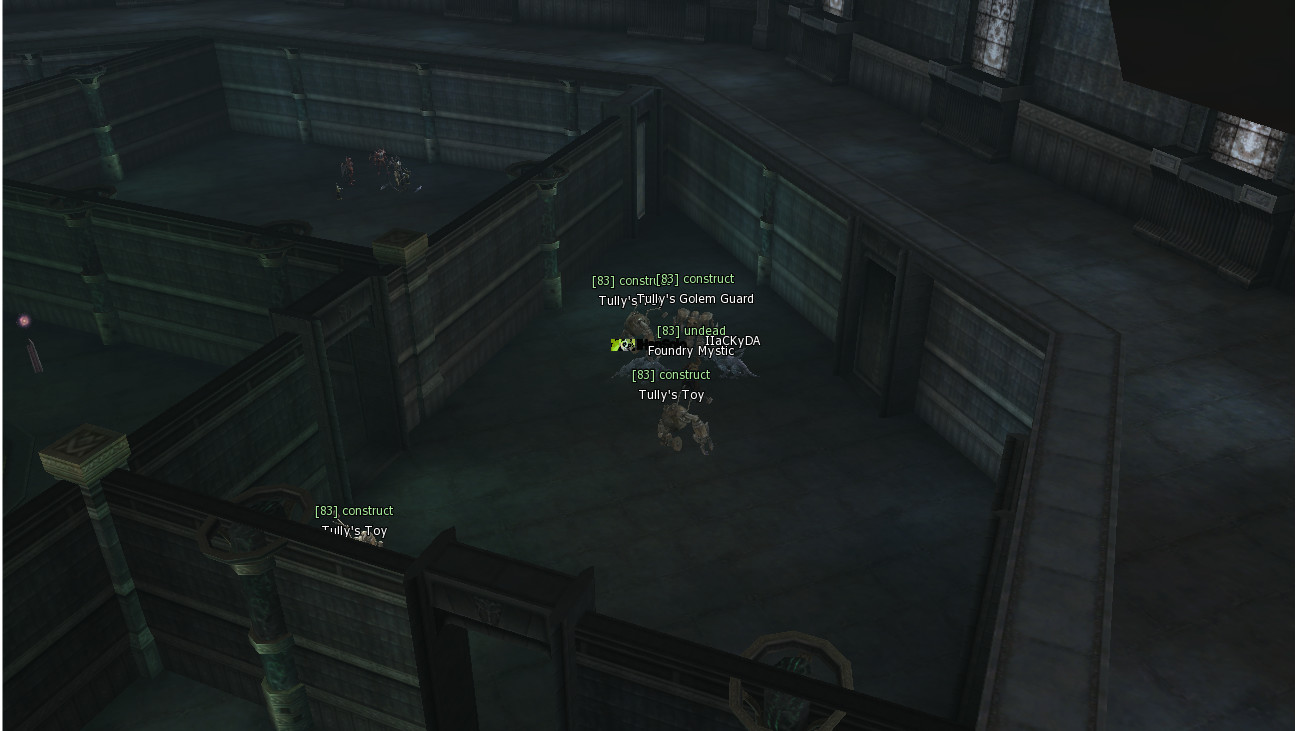 [83] constru
[83] construct
Tully's
Tully's Golem Guard
[83] undead
IIaCKyDA
Foundry Mystic
[83] construct
Tully's Toy
[83] construct
Tully's Toy